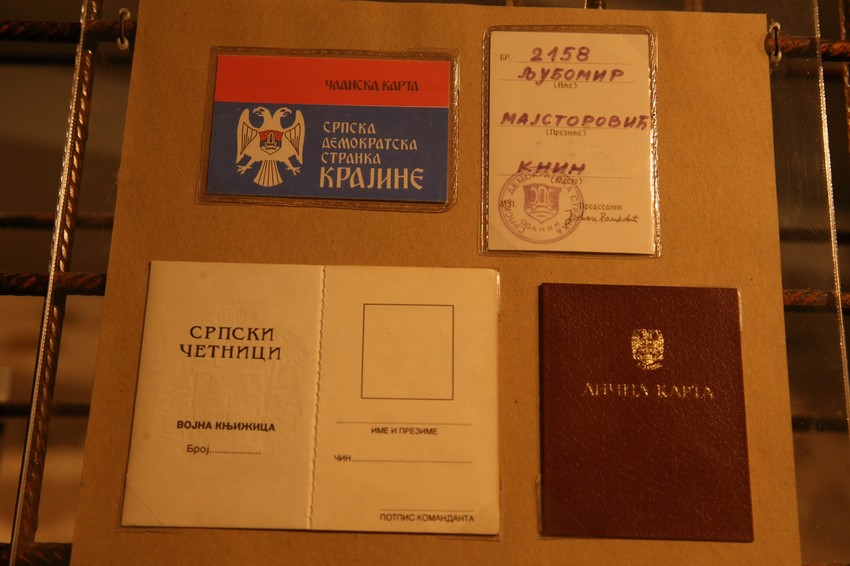 ЧЛАНСКА КАРТА
СРПСКА
ДЕМОКРАТСКА
СТРАНКА
КРАЈИНЕ
БР. 2158
ЉУБОМИР
(Име)
МАЈСТОРОВИЋ
(Презиме)
КНИН
(Место)
Председник
СРПСКИ
ЧЕТНИЦИ
ВОЈНА КЊИЖИЦА
Број....................
ИМЕ И ПРЕЗИМЕ
ЧИН
ПОТПИС КОМАНДАНТА
ЛИЧНА КАРТА